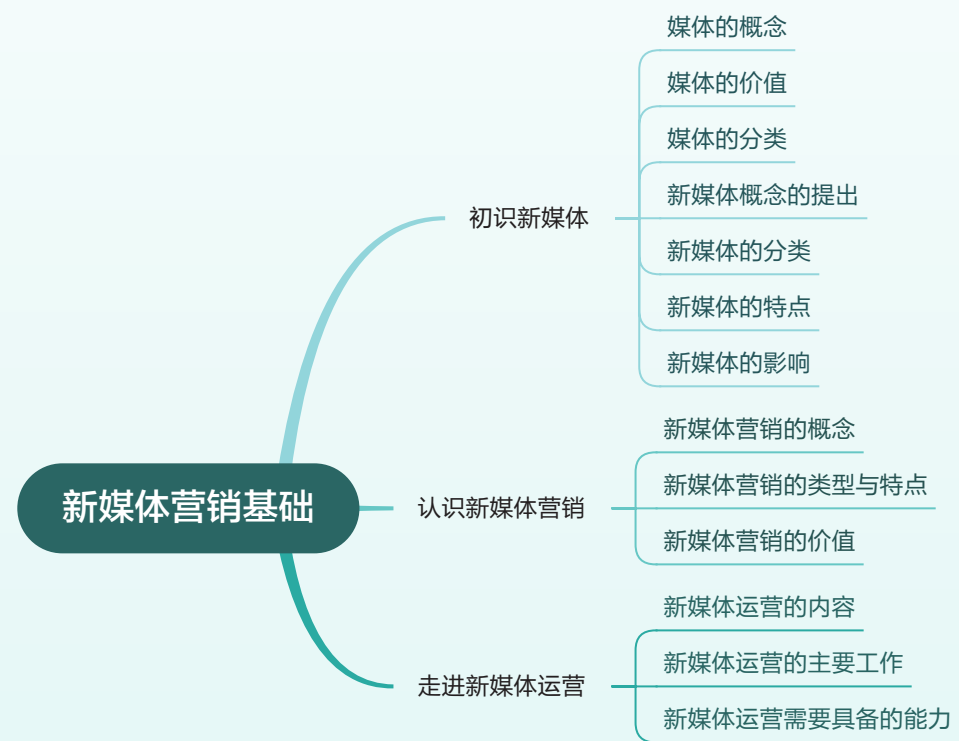 新媒体营销基础
初识新媒体
媒体的概念
媒体的价值
媒体的分类
新媒体概念的提出
新媒体的分类
新媒体的特点
新媒体的影响
认识新媒体营销
新媒体营销的概念
新媒体营销的类型与特点
新媒体营销的价值
走进新媒体运营
新媒体运营的内容
新媒体运营的主要工作
新媒体运营需要具备的能力